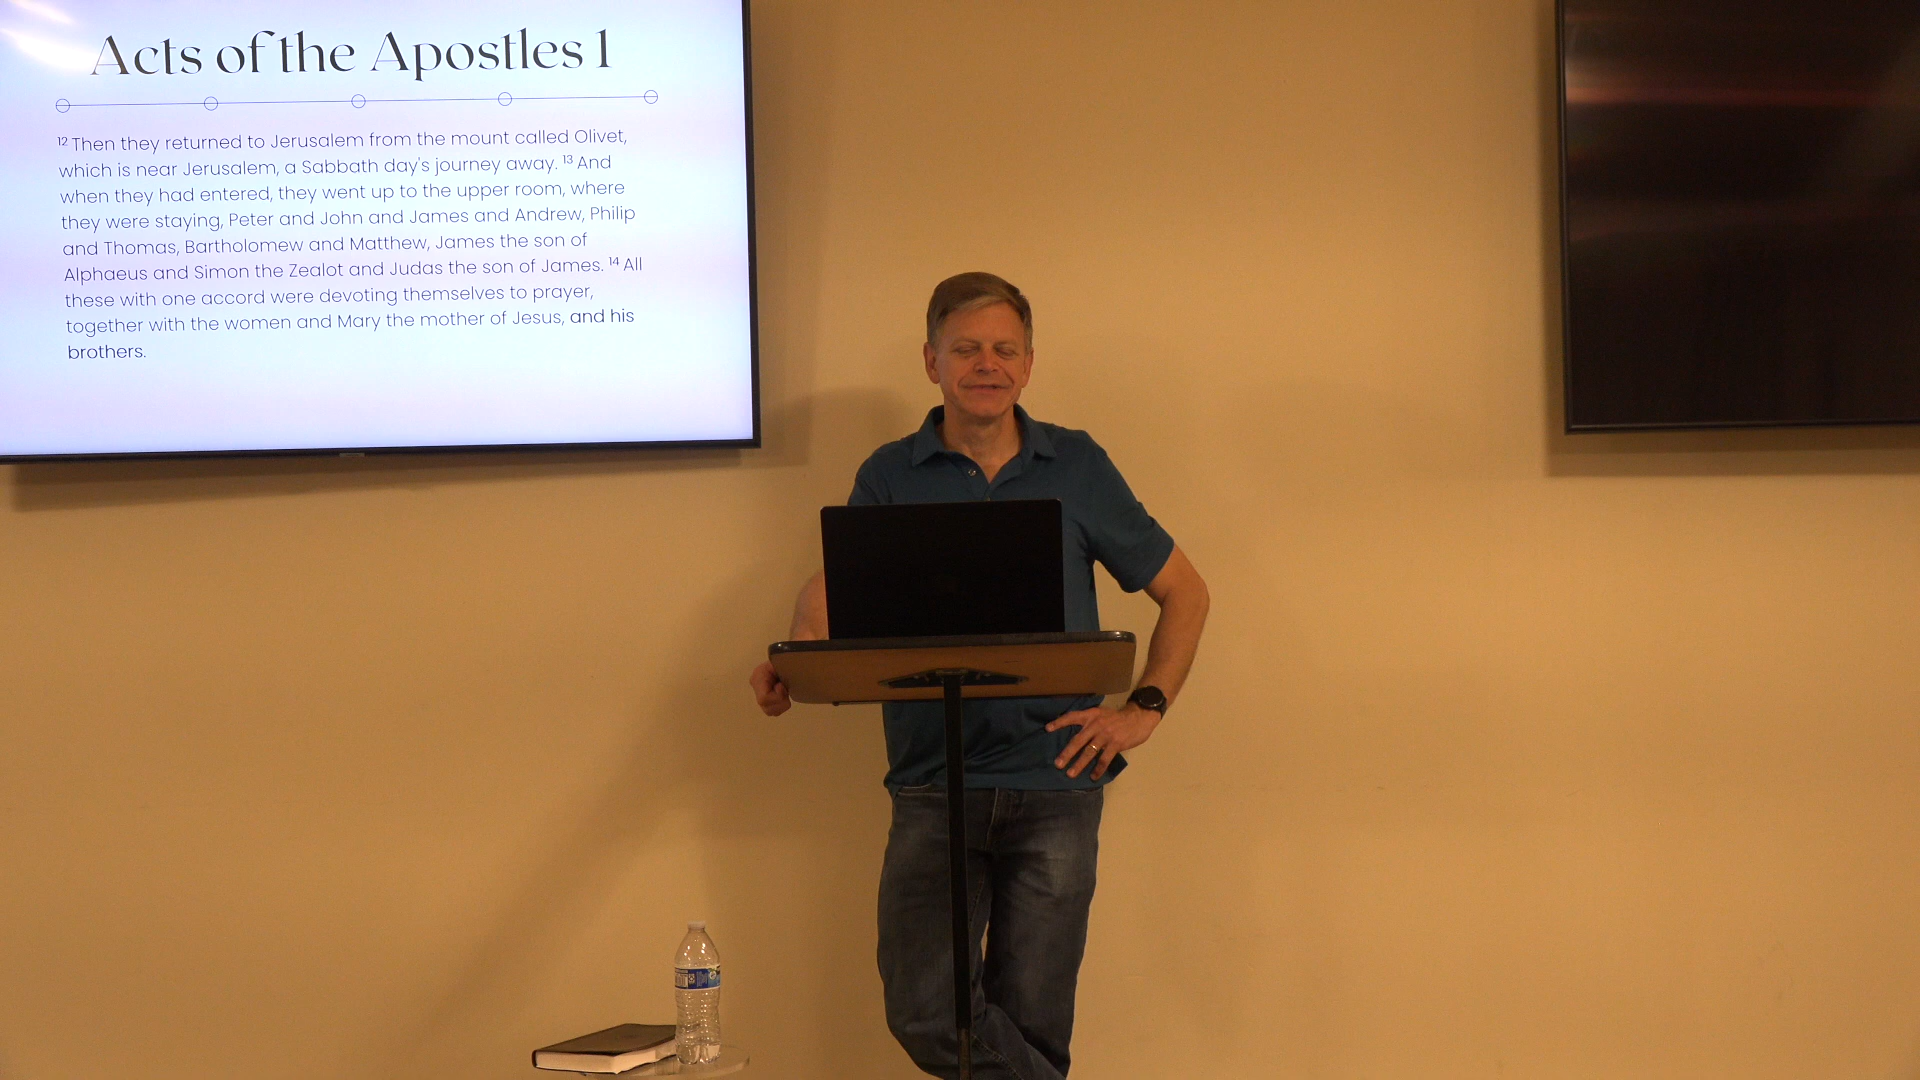 Acts of the Apostles 1
¹² Then they returned to Jerusalem from the mount called Olivet,
which is near Jerusalem, a Sabbath day's journey away. ¹³ And
when they had entered, they went up to the upper room, where
they were staying, Peter and John and James and Andrew, Philip
and Thomas, Bartholomew and Matthew, James the son of
Alphaeus and Simon the Zealot and Judas the son of James. ¹⁴ All
these with one accord were devoting themselves to prayer,
together with the women and Mary the mother of Jesus, and his
brothers.